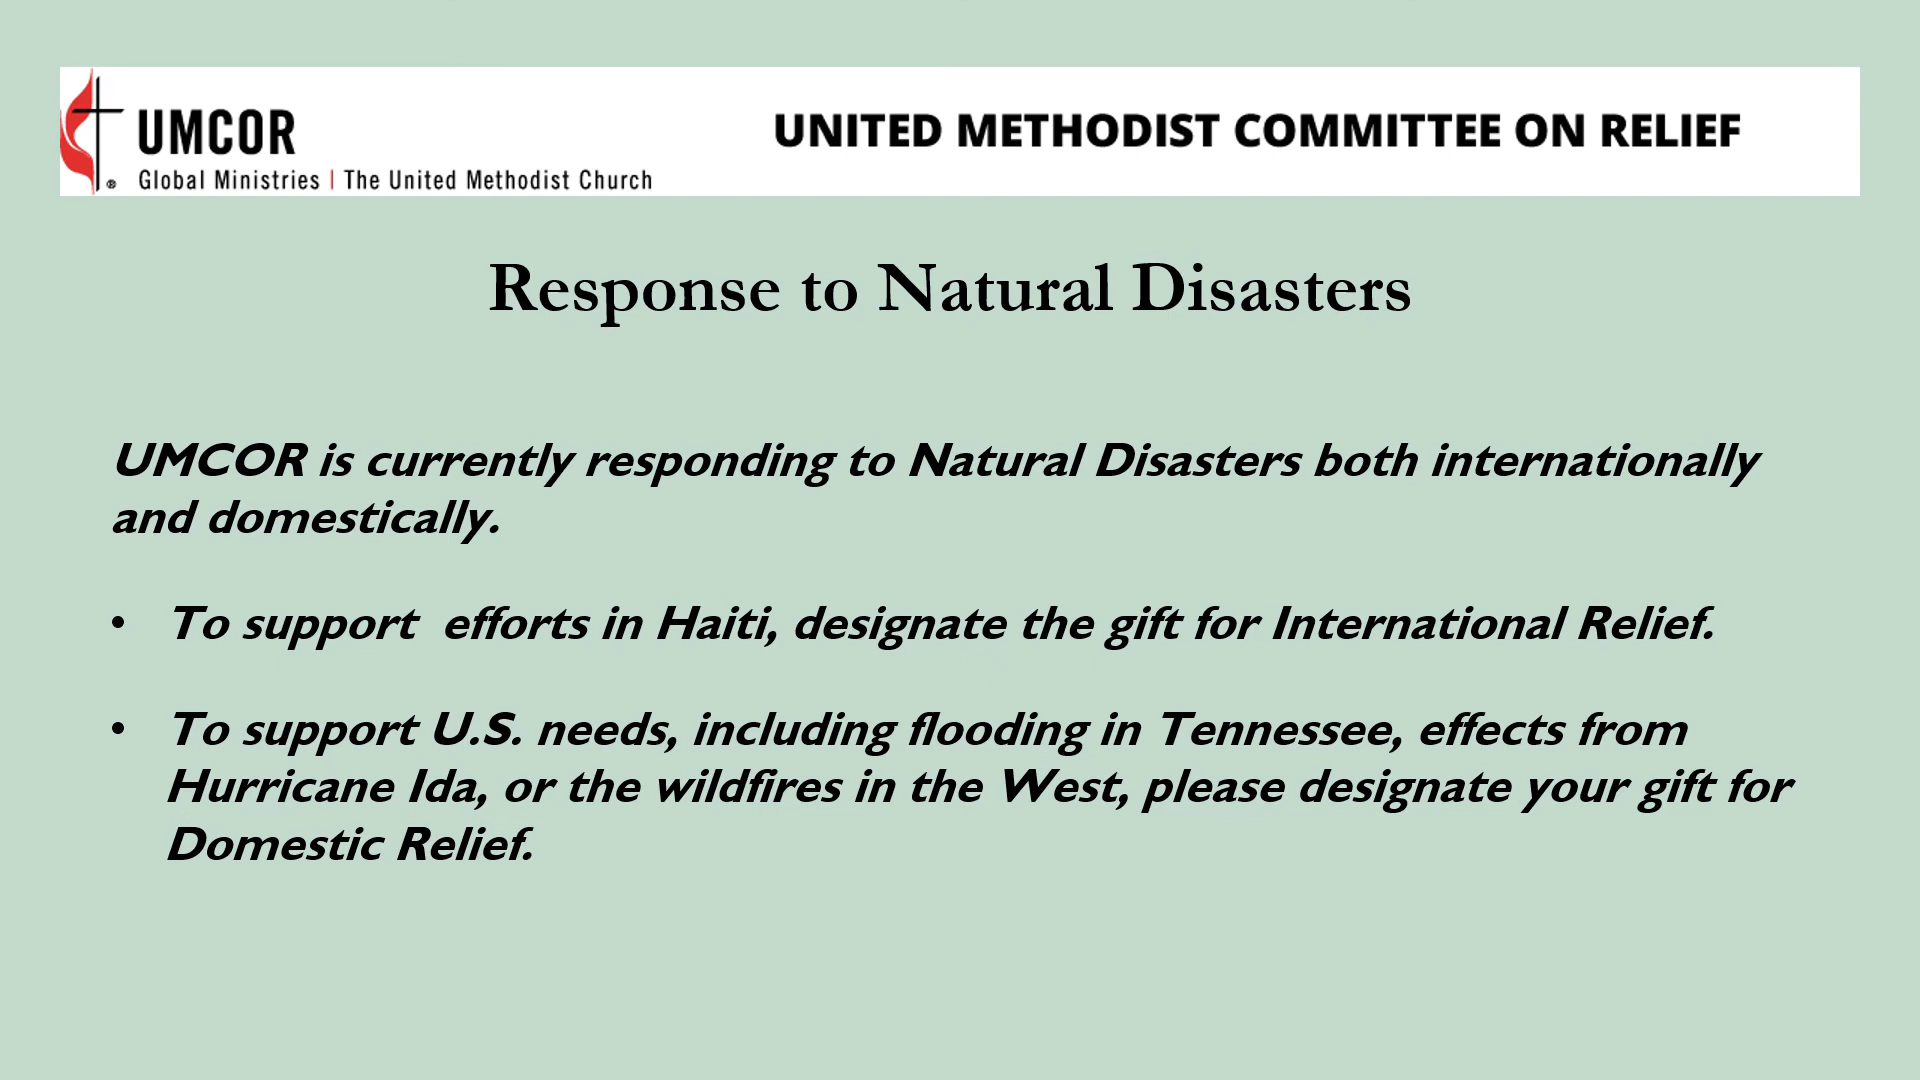 UMCOR
Global Ministries | The United Methodist Church
UNITED METHODIST COMMITTEE ON RELIEF
Response to Natural Disasters
UMCOR is currently responding to Natural Disasters both internationally
and domestically.
• To support efforts in Haiti, designate the gift for International Relief.
• To support U.S. needs, including flooding in Tennessee, effects from
Hurricane Ida, or the wildfires in the West, please designate your gift for
Domestic Relief.